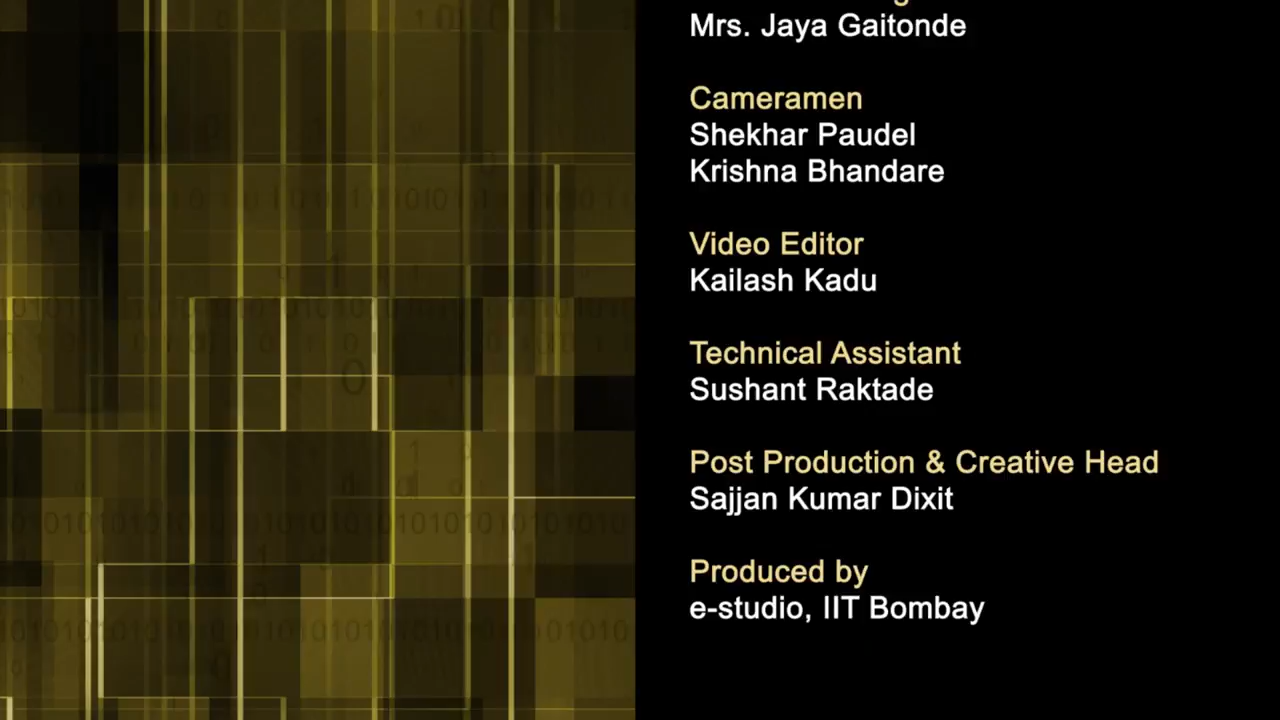 Mrs. Jaya Gaitonde
Cameramen
Shekhar Paudel
Krishna Bhandare
Video Editor
Kailash Kadu
Technical Assistant
Sushant Raktade
Post Production & Creative Head
Sajjan Kumar Dixit
Produced by
e-studio, IIT Bombay